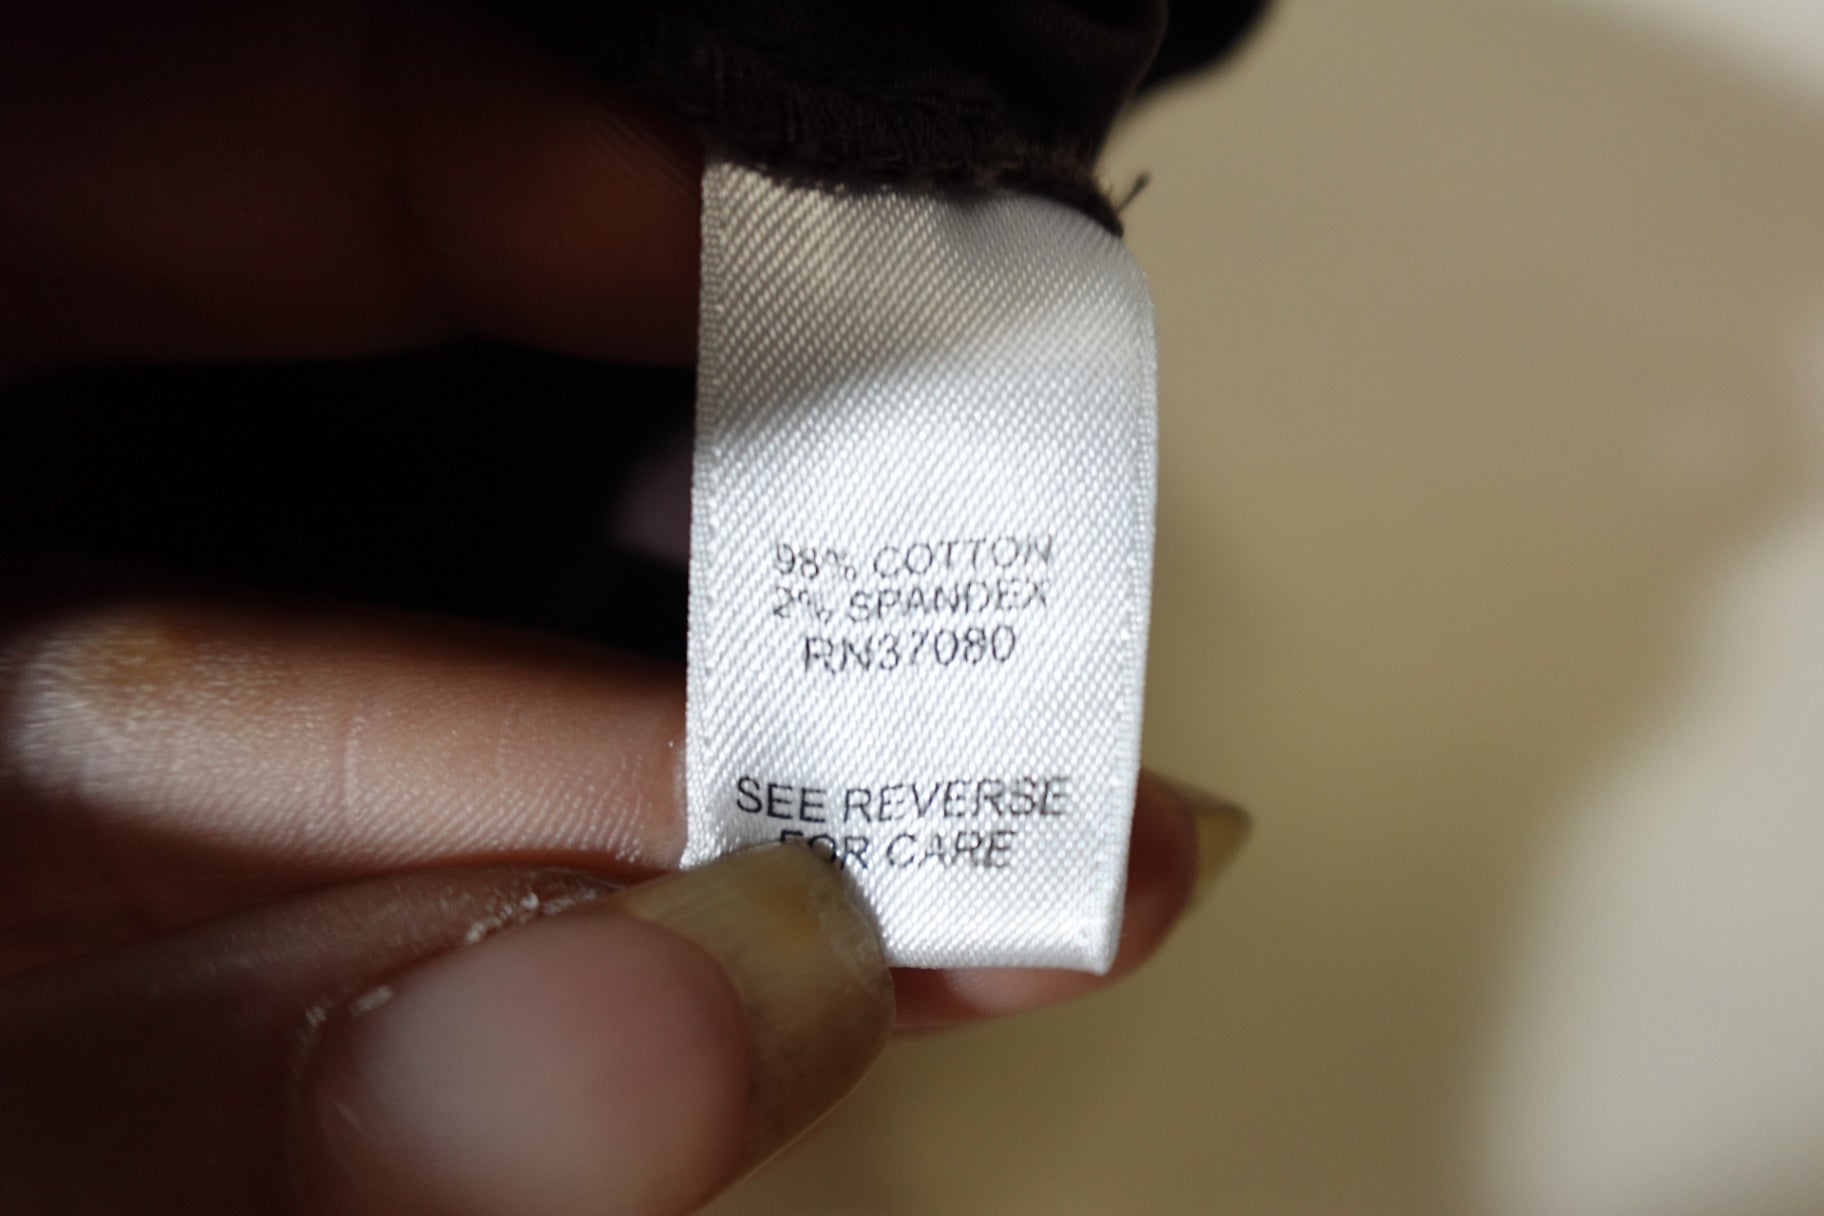 98% COTTON
2% SPANDEX
RN37080
SEE REVERSE
FOR CARE